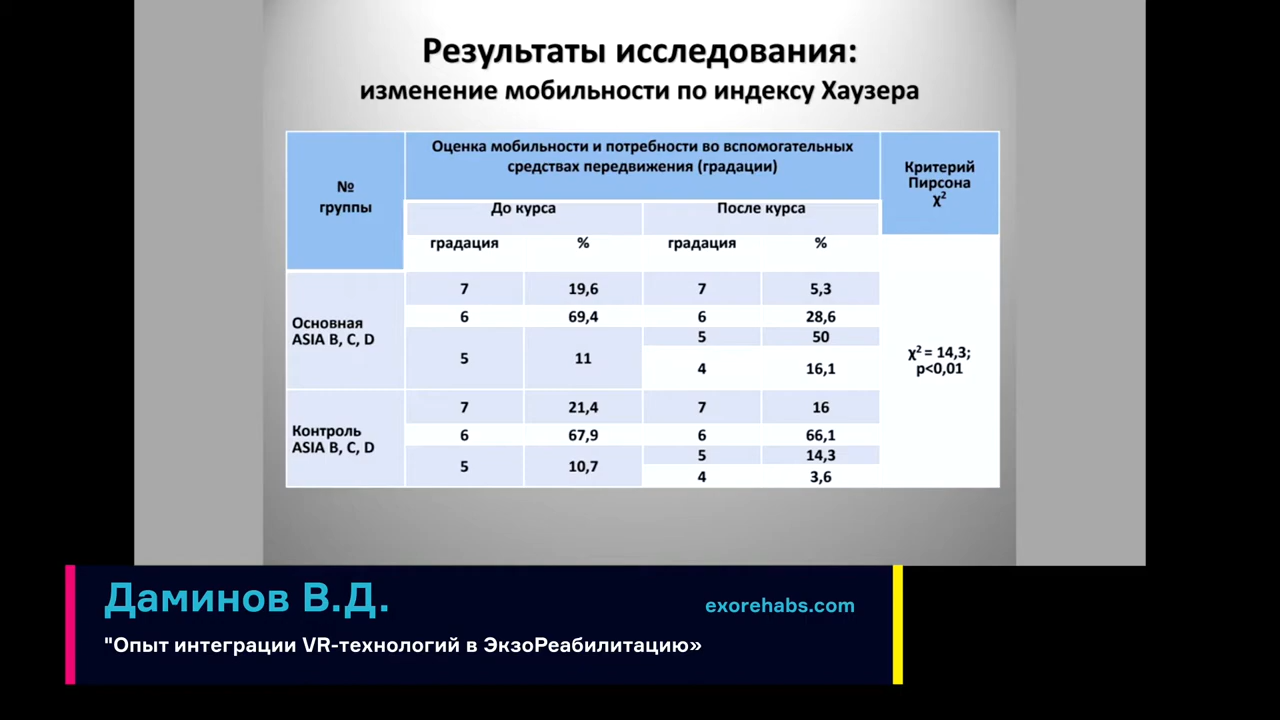 Результаты исследования:
изменение мобильности по индексу Хаузера
№
группы
Оценка мобильности и потребности во вспомогательных
средствах передвижения (градации)
Критерий
Пирсона
χ²
До курса
После курса
градация % градация %
Основная
ASIA B, C, D
7 19,6 7 5,3
6 69,4 6 28,6
5 11 5 50
4 16,1
χ² = 14,3;
p<0,01
Контроль
ASIA B, C, D
7 21,4 7 16
6 67,9 6 66,1
5 10,7 5 14,3
4 3,6
Даминов В.Д.
exorehabs.com
"Опыт интеграции VR-технологий в ЭкзоРеабилитацию»